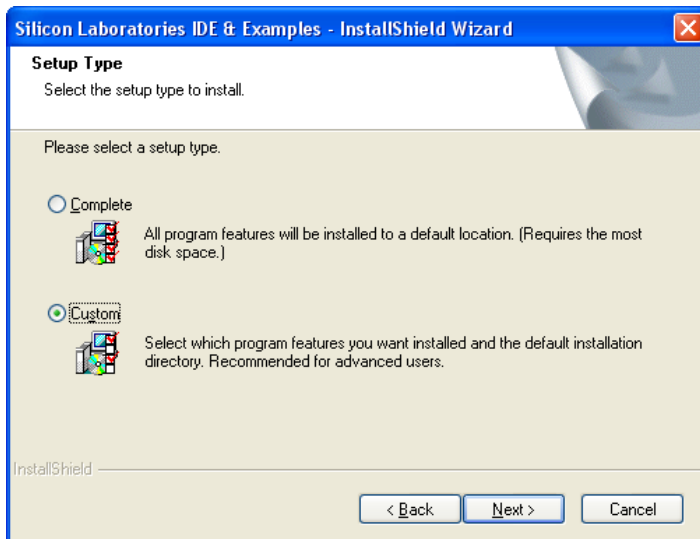 Silicon Laboratories IDE & Examples - InstallShield Wizard
Setup Type
Select the setup type to install.
Please select a setup type.
Complete
All program features will be installed to a default location. (Requires the most
disk space.)
Custom
Select which program features you want installed and the default installation
directory. Recommended for advanced users.
InstallShield
< Back Next > Cancel